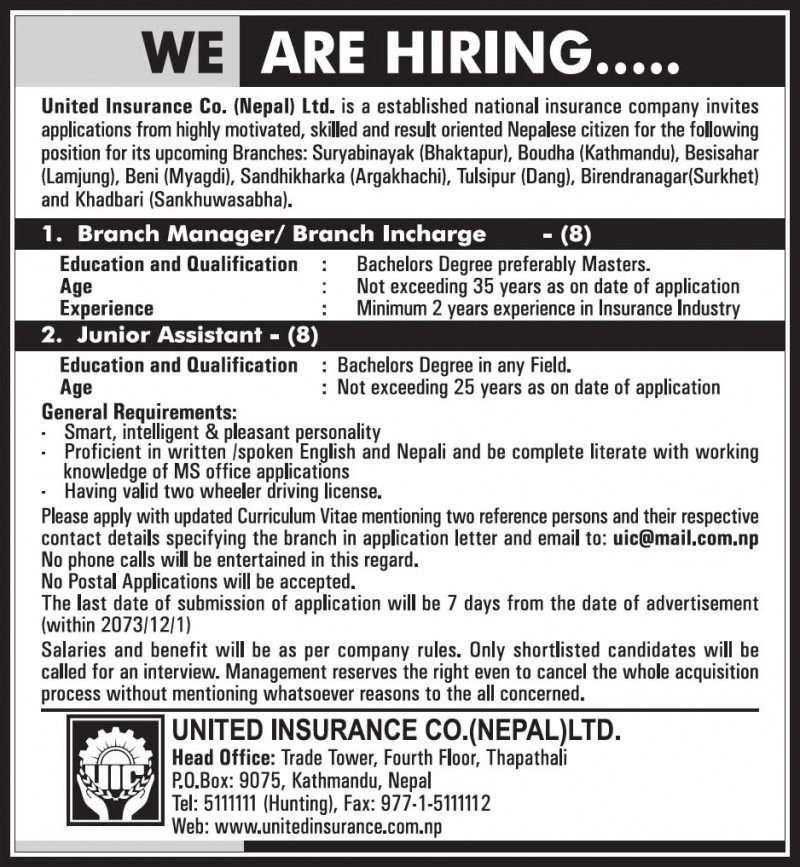 WE ARE HIRING.....
United Insurance Co. (Nepal) Ltd. is a established national insurance company invites
applications from highly motivated, skilled and result oriented Nepalese citizen for the following
position for its upcoming Branches: Suryabinayak (Bhaktapur), Boudha (Kathmandu), Besisahar
(Lamjung), Beni (Myagdi), Sandhikharka (Argakhachi), Tulsipur (Dang), Birendranagar(Surkhet)
and Khadbari (Sankhuwasabha).
1. Branch Manager/ Branch Incharge - (8)
Education and Qualification : Bachelors Degree preferably Masters.
Age : Not exceeding 35 years as on date of application
Experience : Minimum 2 years experience in Insurance Industry
2. Junior Assistant - (8)
Education and Qualification : Bachelors Degree in any Field.
Age : Not exceeding 25 years as on date of application
General Requirements:
- Smart, intelligent & pleasant personality
- Proficient in written /spoken English and Nepali and be complete literate with working
knowledge of MS office applications
- Having valid two wheeler driving license.
Please apply with updated Curriculum Vitae mentioning two reference persons and their respective
contact details specifying the branch in application letter and email to: uic@mail.com.np
No phone calls will be entertained in this regard.
No Postal Applications will be accepted.
The last date of submission of application will be 7 days from the date of advertisement
(within 2073/12/1)
Salaries and benefit will be as per company rules. Only shortlisted candidates will be
called for an interview. Management reserves the right even to cancel the whole acquisition
process without mentioning whatsoever reasons to the all concerned.
UIC
UNITED INSURANCE CO.(NEPAL)LTD.
Head Office: Trade Tower, Fourth Floor, Thapathali
P.O.Box: 9075, Kathmandu, Nepal
Tel: 5111111 (Hunting), Fax: 977-1-5111112
Web: www.unitedinsurance.com.np